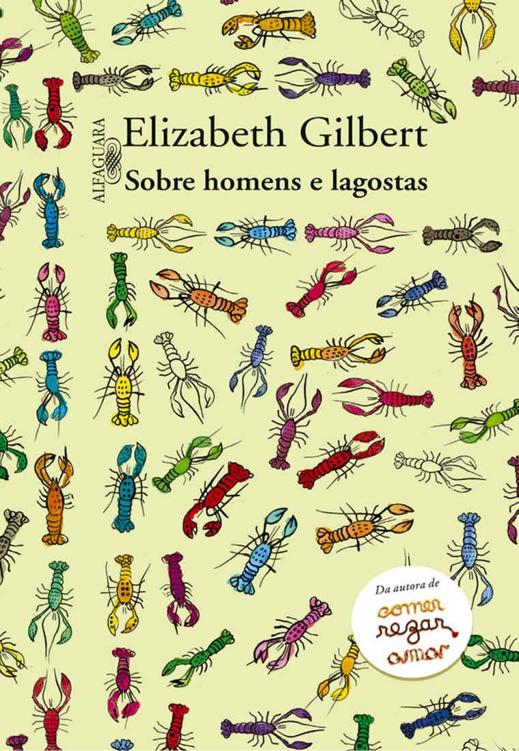 Elizabeth Gilbert
Sobre homens e lagostas
ALFAGUARA
Da autora de
comer
rezar
amar